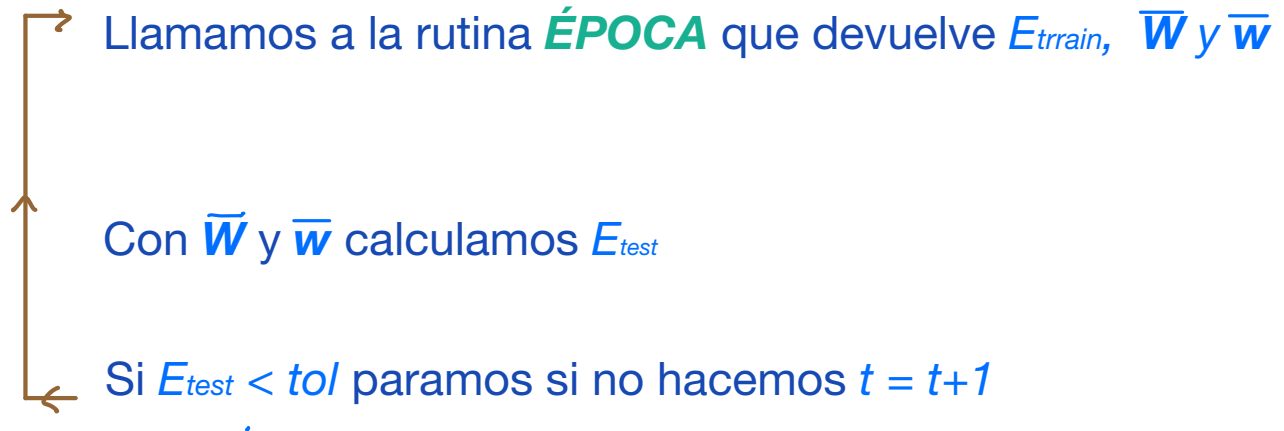 Llamamos a la rutina ÉPOCA que devuelve Etrrain, W̅ y w̅
Con W̅ y w̅ calculamos Etest
Si Etest < tol paramos si no hacemos t = t+1